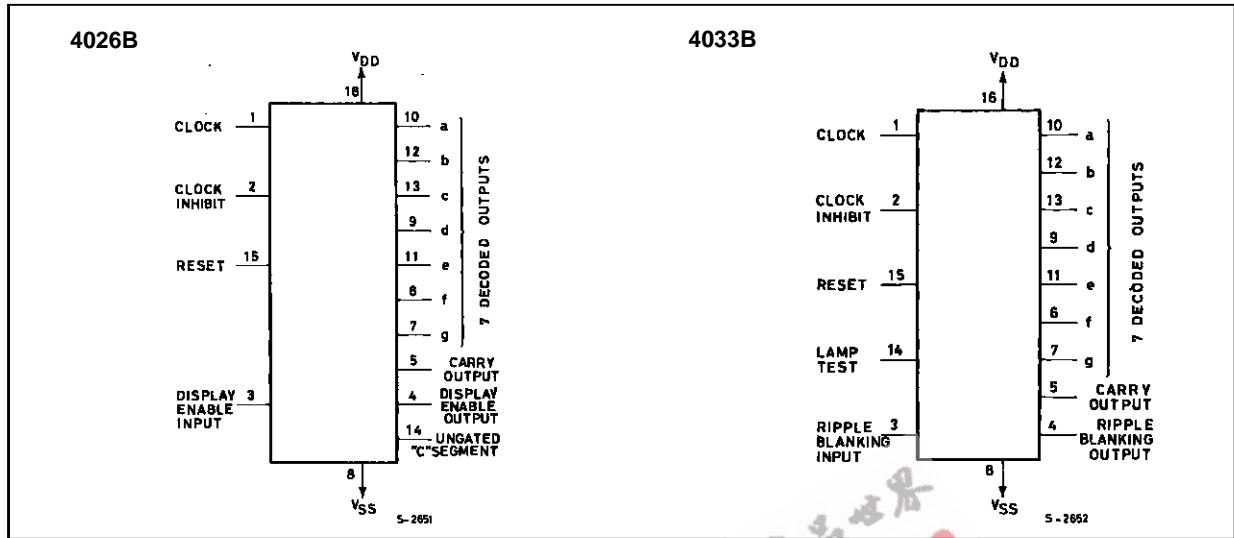 4026B
VDD
16
CLOCK 1
10 a
12 b
CLOCK INHIBIT 2
13 c
9 d
RESET 15
11 e
6 f
7 g
7 DECODED OUTPUTS
5 CARRY OUTPUT
DISPLAY ENABLE INPUT 3
4 DISPLAY ENABLE OUTPUT
14 UNGATED "C" SEGMENT
8
VSS
S-2651
4033B
VDD
16
CLOCK 1
10 a
12 b
CLOCK INHIBIT 2
13 c
9 d
RESET 15
11 e
6 f
LAMP TEST 14
7 g
7 DECODED OUTPUTS
5 CARRY OUTPUT
RIPPLE BLANKING INPUT 3
4 RIPPLE BLANKING OUTPUT
8
VSS
S-2652